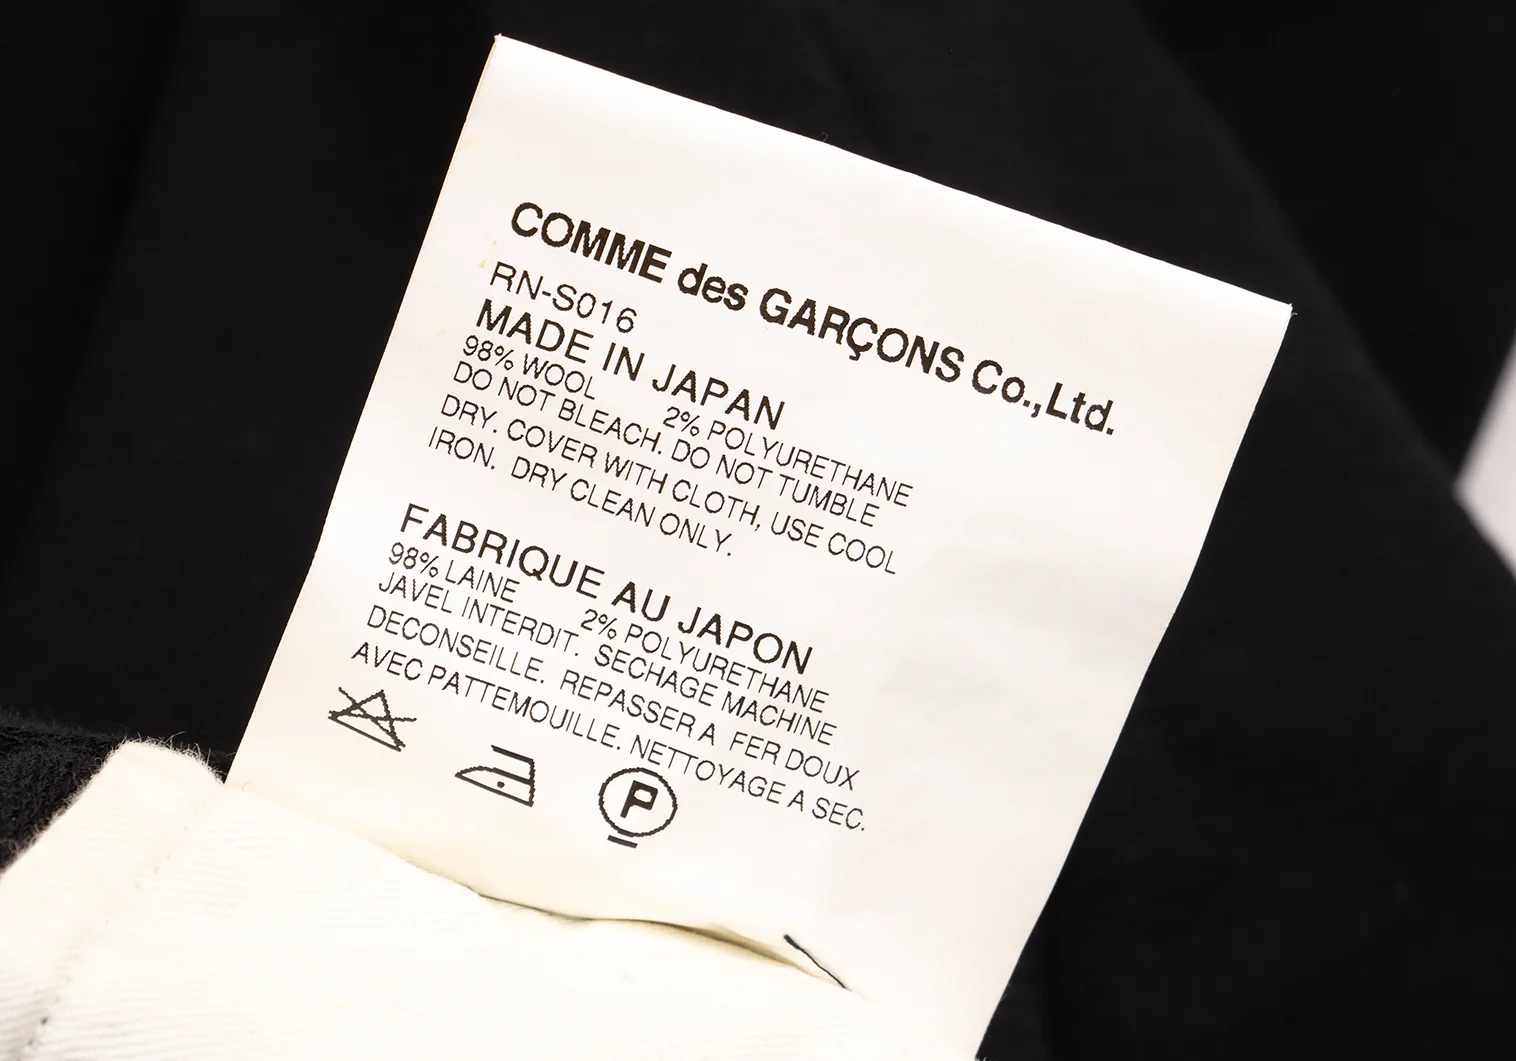 COMME des GARÇONS Co.,Ltd.
RN-S016
MADE IN JAPAN
98% WOOL 2% POLYURETHANE
DO NOT BLEACH. DO NOT TUMBLE
DRY. COVER WITH CLOTH, USE COOL
IRON. DRY CLEAN ONLY.
FABRIQUE AU JAPON
98% LAINE 2% POLYURETHANE
JAVEL INTERDIT. SECHAGE MACHINE
DECONSEILLE. REPASSER A FER DOUX
AVEC PATTEMOUILLE. NETTOYAGE A SEC.
P